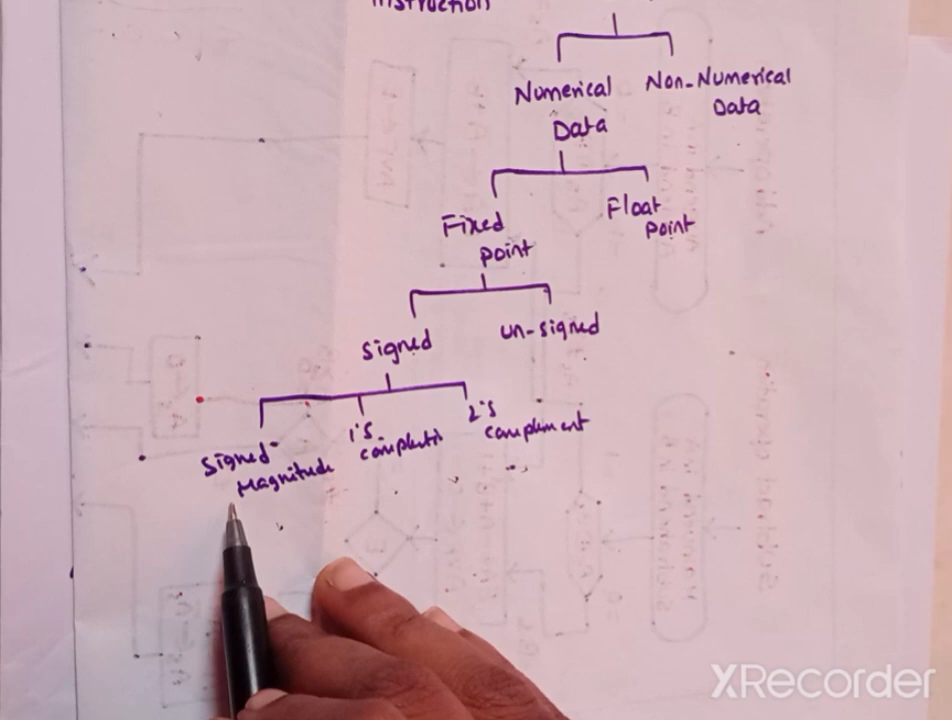 Instruction
Numerical
Data
Non-Numerical
Data
Fixed
point
Float
point
Signed
un-signed
Signed-
Magnitude
1's
2's
complement
XRecorder